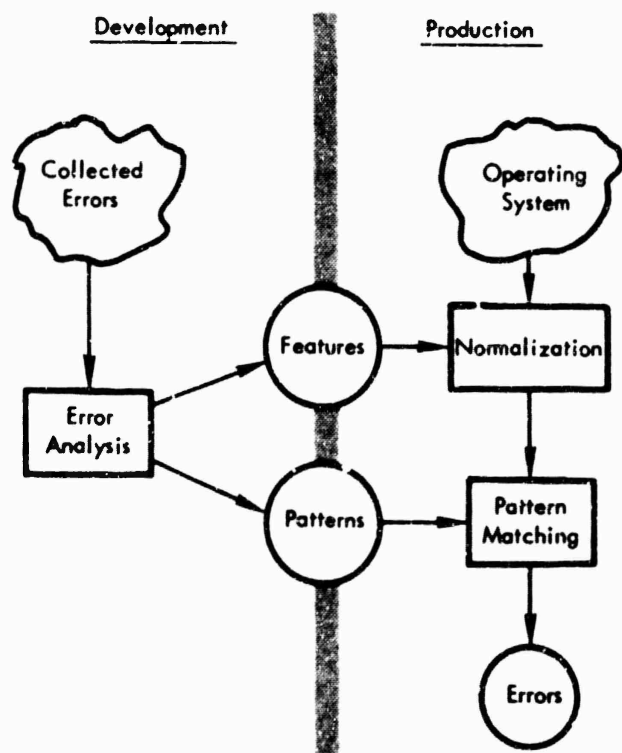 Development
Production
Collected
Errors
Operating
System
Features
Normalization
Error
Analysis
Patterns
Pattern
Matching
Errors